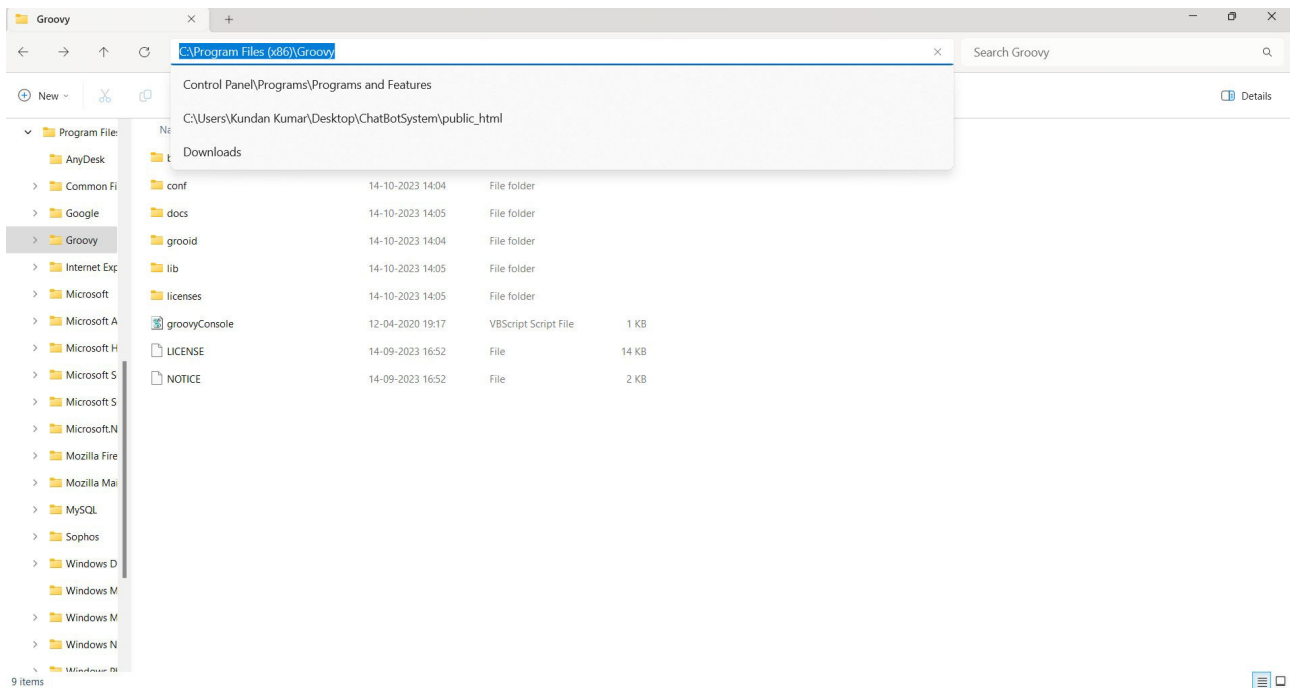 Groovy
C:\Program Files (x86)\Groovy
Search Groovy
New
Control Panel\Programs\Programs and Features
C:\Users\Kundan Kumar\Desktop\ChatBotSystem\public_html
Downloads
Details
Program Files
AnyDesk
Common Fi
Google
Groovy
Internet Exp
Microsoft
Microsoft A
Microsoft H
Microsoft S
Microsoft S
Microsoft.N
Mozilla Fire
Mozilla Mai
MySQL
Sophos
Windows D
Windows M
Windows M
Windows N
Na
b
conf 14-10-2023 14:04 File folder
docs 14-10-2023 14:05 File folder
grooid 14-10-2023 14:04 File folder
lib 14-10-2023 14:05 File folder
licenses 14-10-2023 14:05 File folder
groovyConsole 12-04-2020 19:17 VBScript Script File 1 KB
LICENSE 14-09-2023 16:52 File 14 KB
NOTICE 14-09-2023 16:52 File 2 KB
9 items